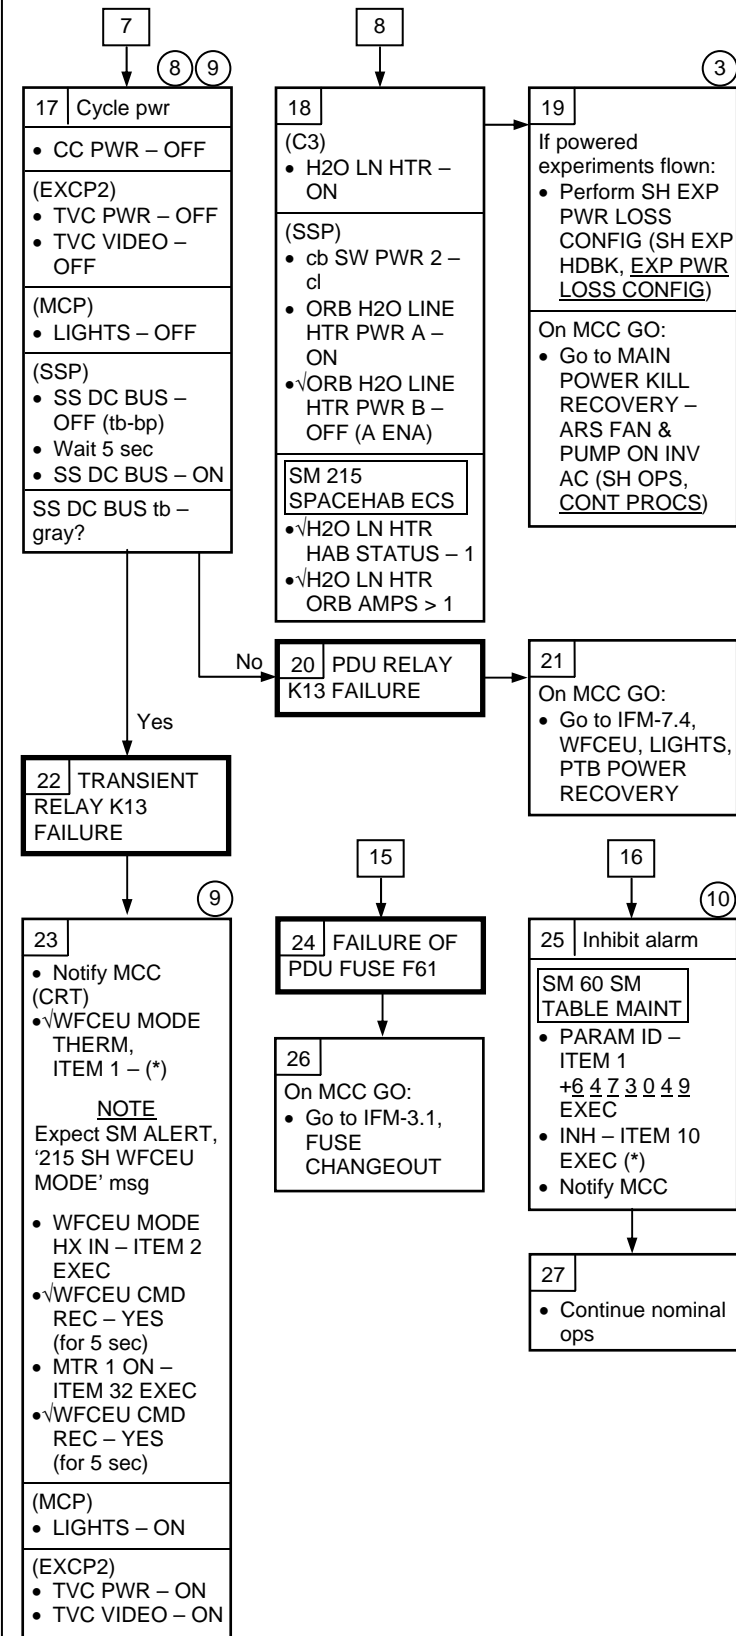 7
8 9
17 Cycle pwr
• CC PWR – OFF
(EXCP2)
• TVC PWR – OFF
• TVC VIDEO –
OFF
(MCP)
• LIGHTS – OFF
(SSP)
• SS DC BUS –
OFF (tb-bp)
• Wait 5 sec
• SS DC BUS – ON
SS DC BUS tb –
gray?
8
18
(C3)
• H2O LN HTR –
ON
(SSP)
• cb SW PWR 2 –
cl
• ORB H2O LINE
HTR PWR A –
ON
•√ORB H2O LINE
HTR PWR B –
OFF (A ENA)
SM 215
SPACEHAB ECS
•√H2O LN HTR
HAB STATUS – 1
•√H2O LN HTR
ORB AMPS > 1
3
19
If powered
experiments flown:
• Perform SH EXP
PWR LOSS
CONFIG (SH EXP
HDBK, EXP PWR
LOSS CONFIG)
On MCC GO:
• Go to MAIN
POWER KILL
RECOVERY –
ARS FAN &
PUMP ON INV
AC (SH OPS,
CONT PROCS)
No
20 PDU RELAY
K13 FAILURE
21
On MCC GO:
• Go to IFM-7.4,
WFCEU, LIGHTS,
PTB POWER
RECOVERY
Yes
22 TRANSIENT
RELAY K13
FAILURE
9
23
• Notify MCC
(CRT)
•√WFCEU MODE
THERM,
ITEM 1 – (*)
NOTE
Expect SM ALERT,
‘215 SH WFCEU
MODE’ msg
• WFCEU MODE
HX IN – ITEM 2
EXEC
•√WFCEU CMD
REC – YES
(for 5 sec)
• MTR 1 ON –
ITEM 32 EXEC
•√WFCEU CMD
REC – YES
(for 5 sec)
(MCP)
• LIGHTS – ON
(EXCP2)
• TVC PWR – ON
• TVC VIDEO – ON
15
24 FAILURE OF
PDU FUSE F61
26
On MCC GO:
• Go to IFM-3.1,
FUSE
CHANGEOUT
16
10
25 Inhibit alarm
SM 60 SM
TABLE MAINT
• PARAM ID –
ITEM 1
+6 4 7 3 0 4 9
EXEC
• INH – ITEM 10
EXEC (*)
• Notify MCC
27
• Continue nominal
ops